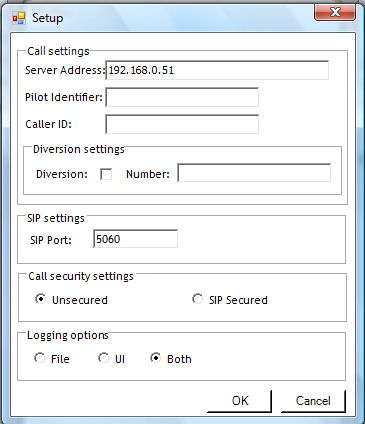 Setup
Call settings
Server Address: 192.168.0.51
Pilot Identifier:
Caller ID:
Diversion settings
Diversion: Number:
SIP settings
SIP Port: 5060
Call security settings
Unsecured SIP Secured
Logging options
File UI Both
OK Cancel